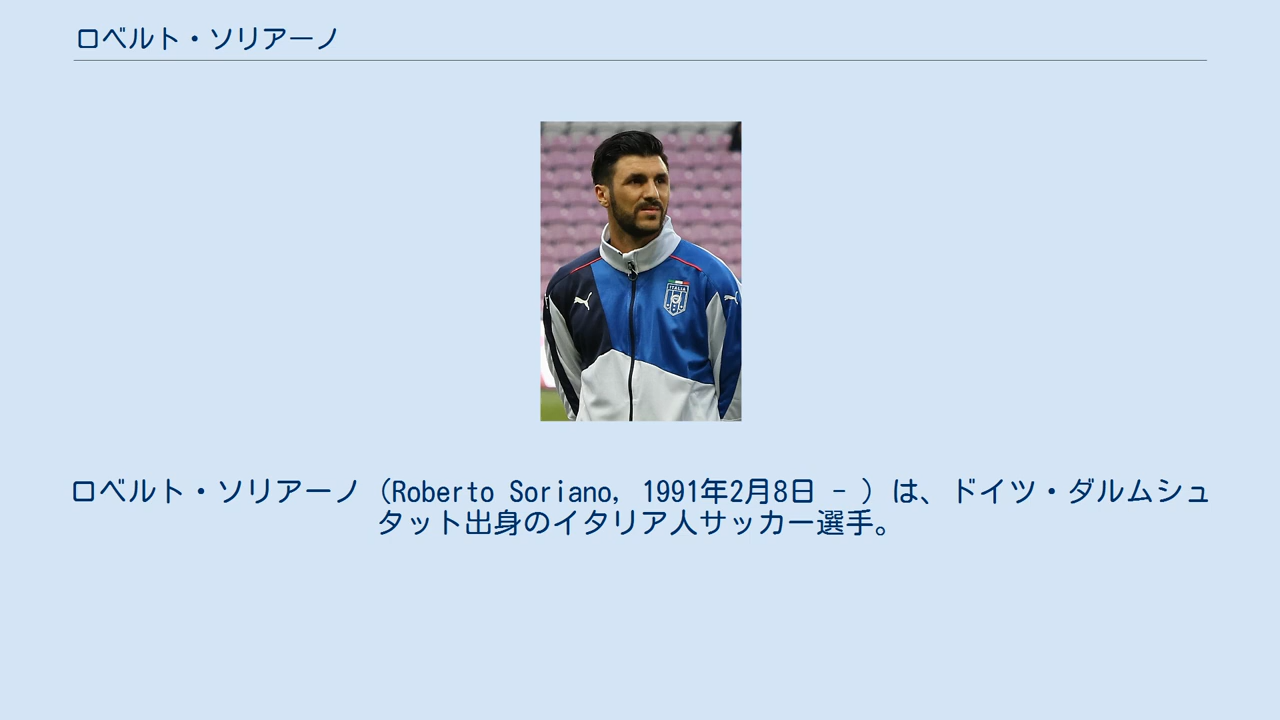 ロベルト・ソリアーノ
ITALIA
ロベルト・ソリアーノ（Roberto Soriano, 1991年2月8日 - ）は、ドイツ・ダルムシュ
タット出身のイタリア人サッカー選手。